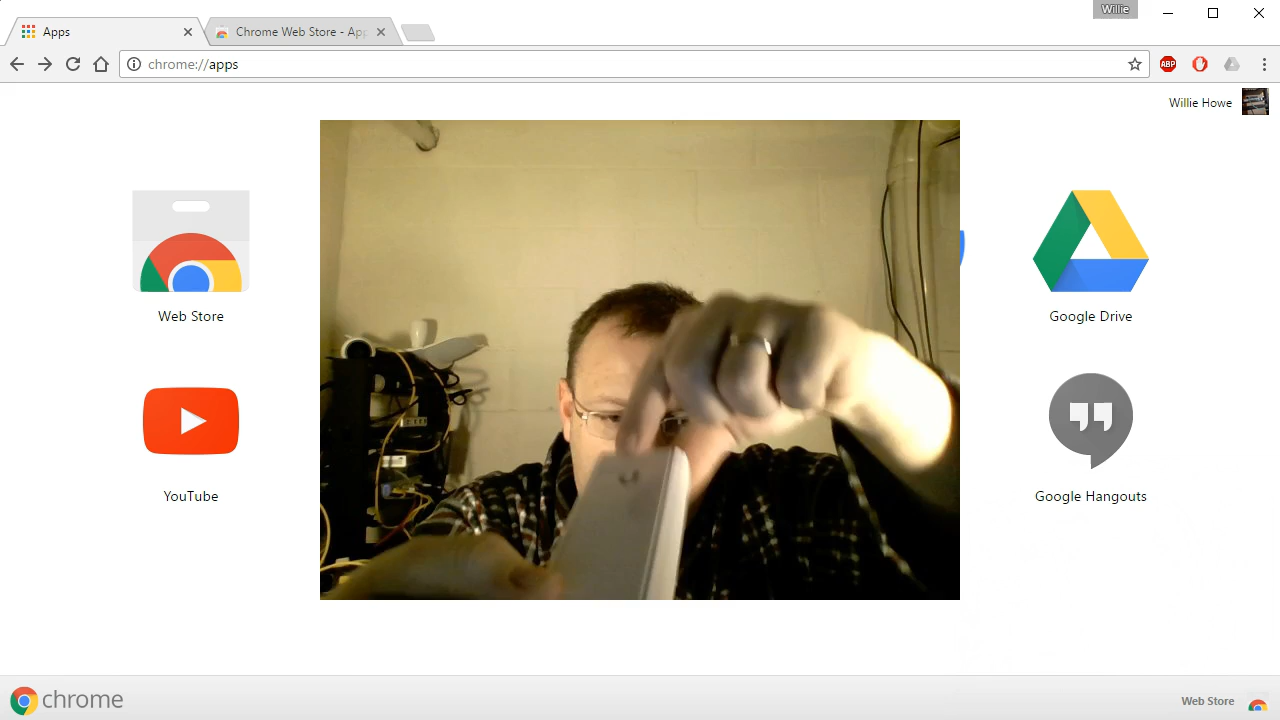 Willie
Apps
Chrome Web Store - App
chrome://apps
ABP
Willie Howe
Web Store
Google Drive
YouTube
Google Hangouts
chrome
Web Store